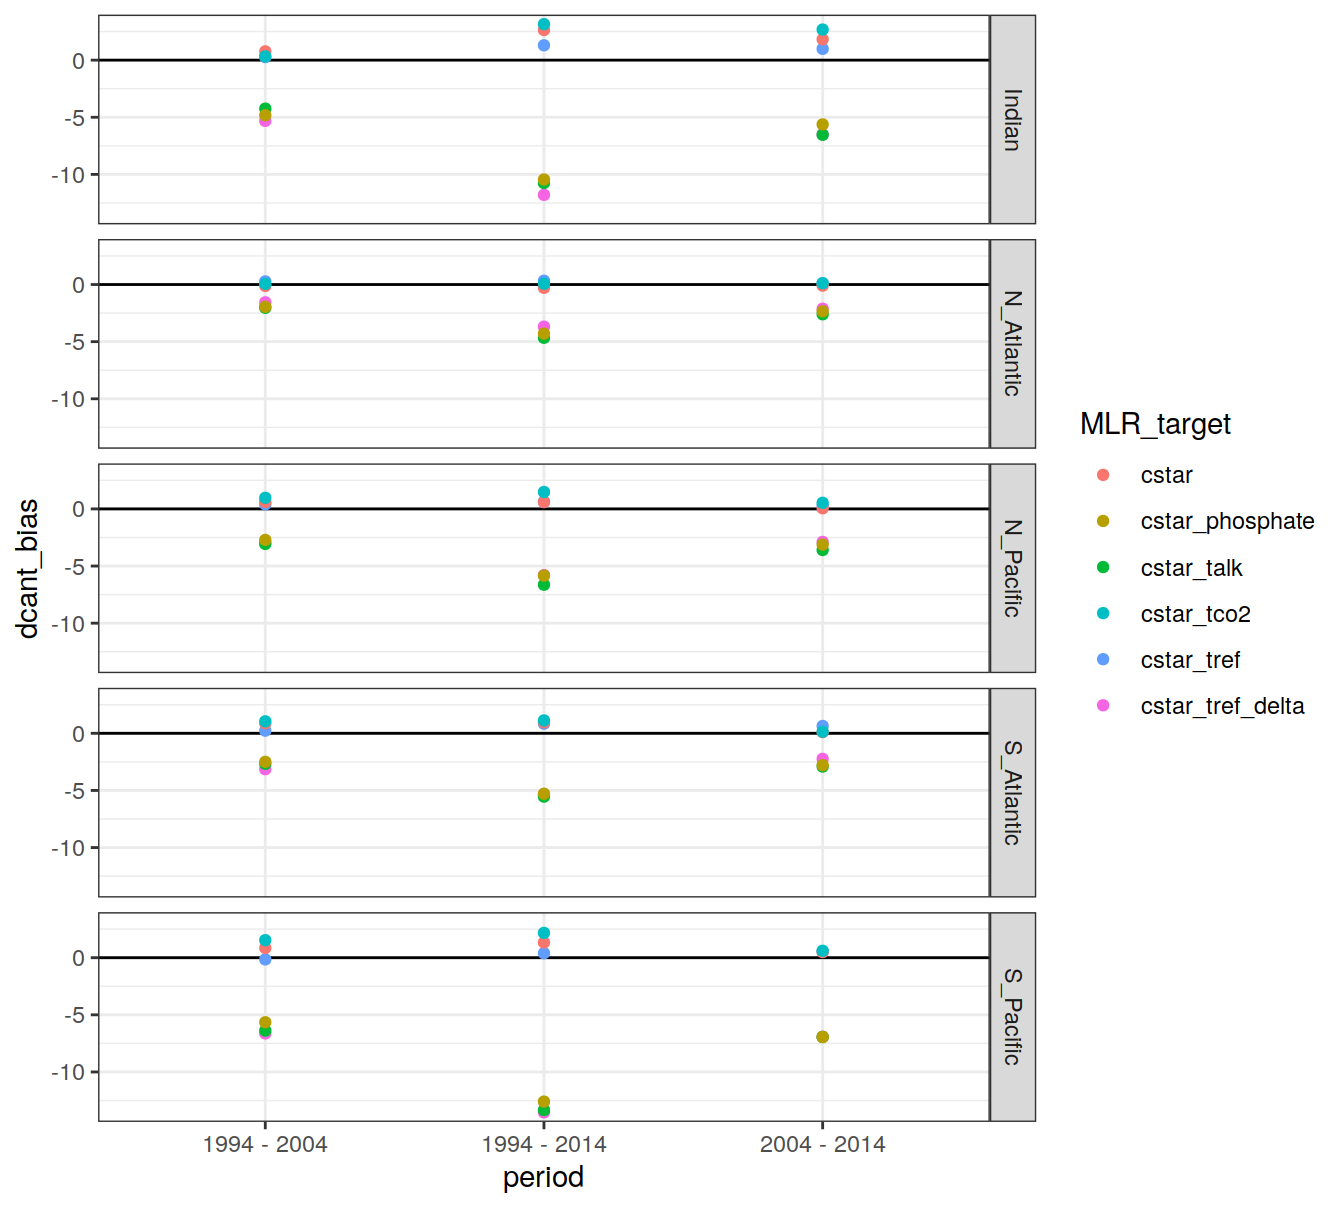 0
-5
-10
Indian
0
-5
-10
N_Atlantic
0
-5
-10
N_Pacific
0
-5
-10
S_Atlantic
0
-5
-10
S_Pacific
dcant_bias
1994 - 2004
1994 - 2014
2004 - 2014
period
MLR_target
cstar
cstar_phosphate
cstar_talk
cstar_tco2
cstar_tref
cstar_tref_delta